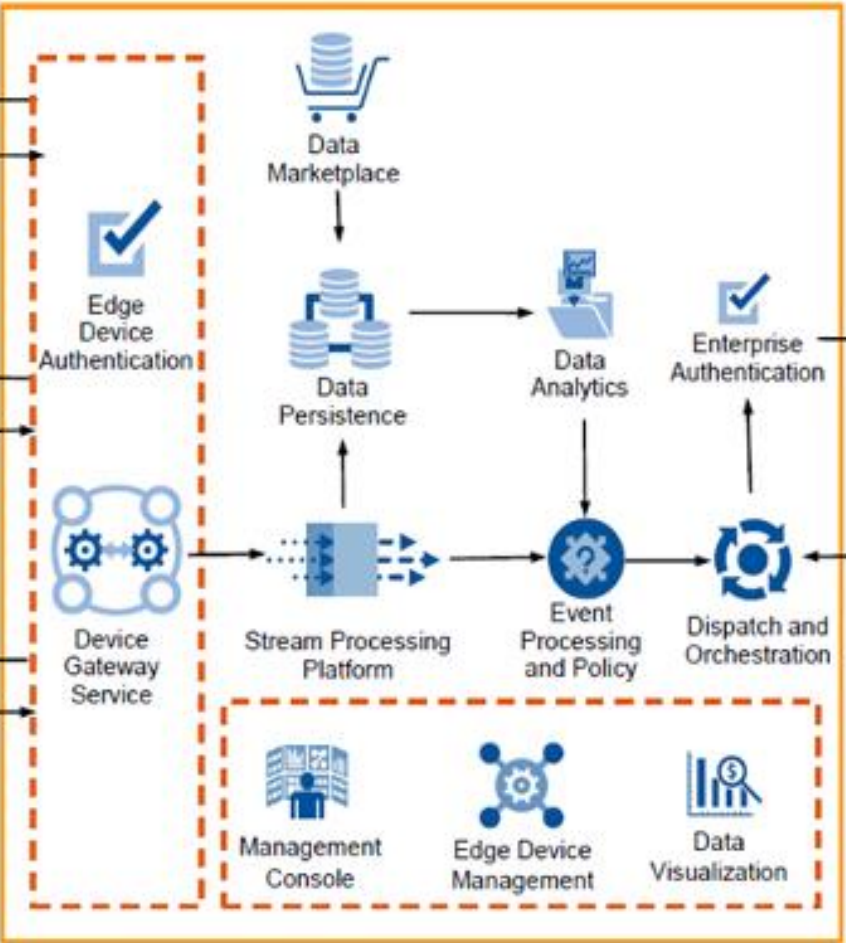 Data
Marketplace
Edge
Device
Authentication
Data
Persistence
Data
Analytics
Enterprise
Authentication
Device
Gateway
Service
Stream Processing
Platform
Event
Processing
and Policy
Dispatch and
Orchestration
Management
Console
Edge Device
Management
Data
Visualization